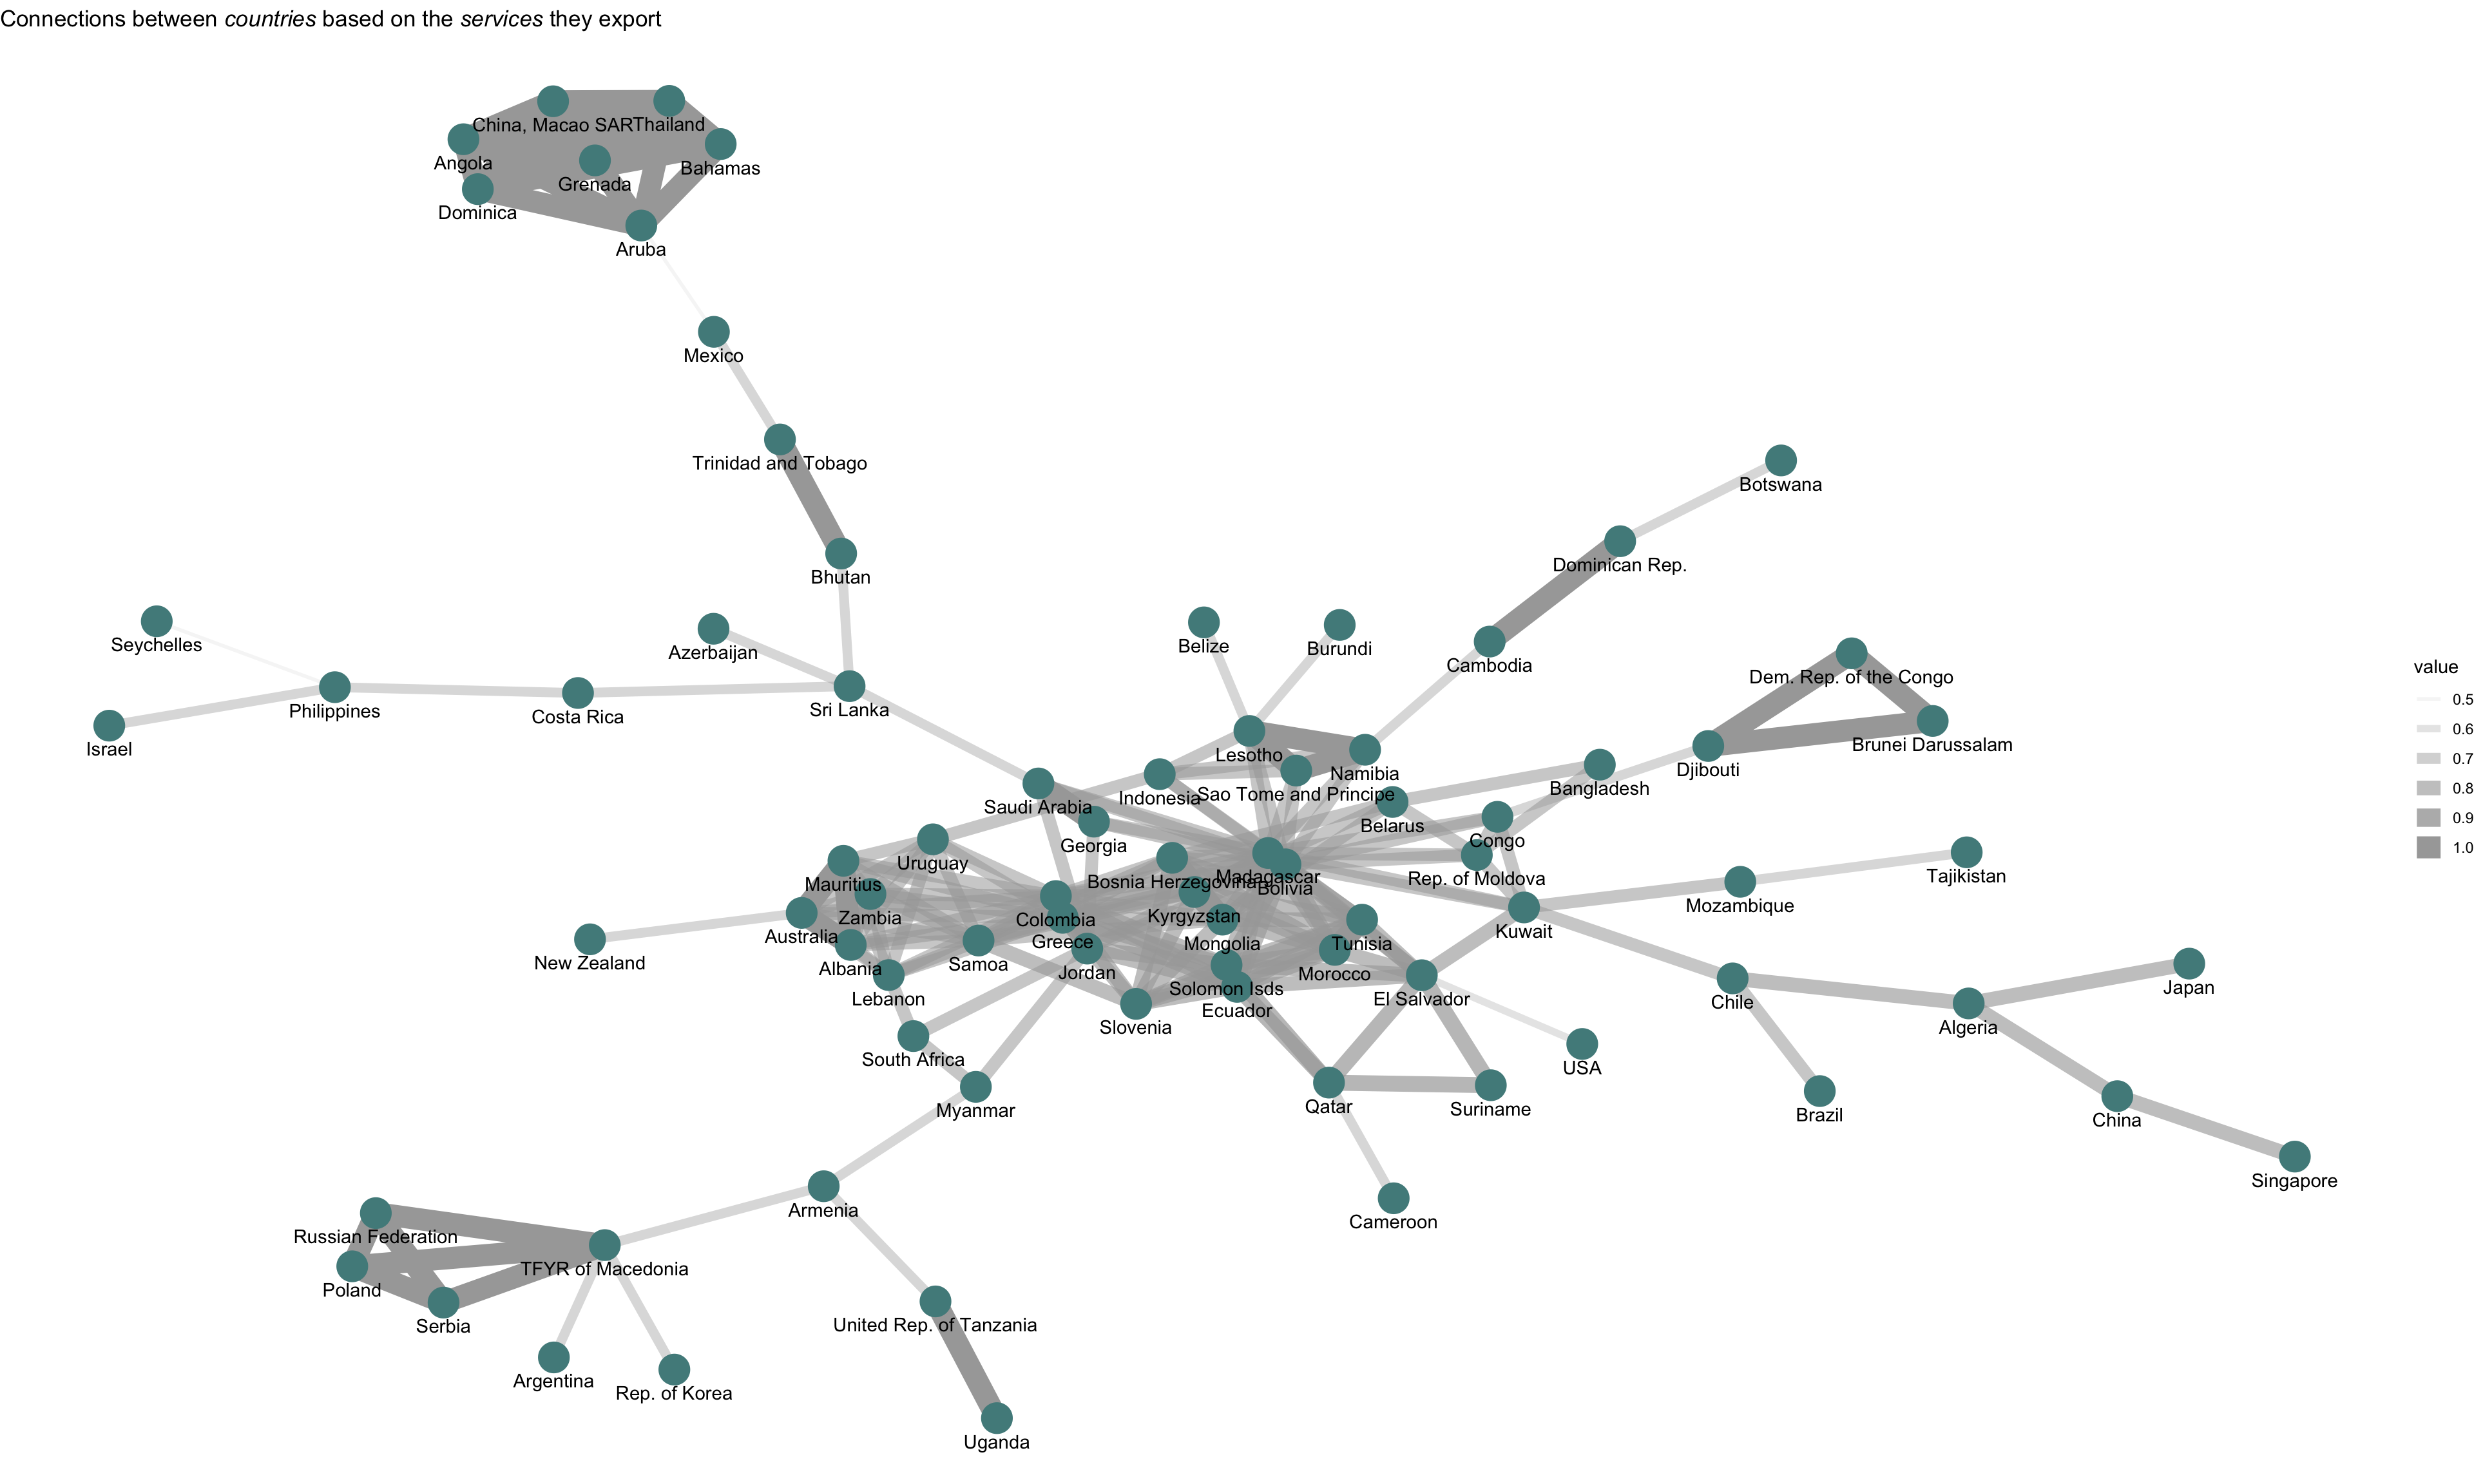 Connections between countries based on the services they export
China, Macao SAR
Thailand
Angola
Bahamas
Grenada
Dominica
Aruba
Mexico
Trinidad and Tobago
Botswana
Dominican Rep.
Bhutan
Seychelles
Azerbaijan
Belize
Burundi
Cambodia
Dem. Rep. of the Congo
value
Philippines
Costa Rica
Sri Lanka
0.5
Israel
Lesotho
Namibia
Djibouti
Brunei Darussalam
0.6
0.7
Saudi Arabia
Indonesia
Sao Tome and Principe
Bangladesh
0.8
0.9
Georgia
Belarus
Congo
1.0
Uruguay
Mauritius
Bosnia Herzegovina
Madagascar
Bolivia
Rep. of Moldova
Tajikistan
Mozambique
Zambia
Colombia
Kyrgyzstan
Kuwait
Australia
Greece
Mongolia
Tunisia
New Zealand
Albania
Samoa
Jordan
Morocco
Lebanon
Solomon Isds
El Salvador
Chile
Japan
Slovenia
Ecuador
Algeria
South Africa
USA
Myanmar
Qatar
Suriname
Brazil
China
Singapore
Armenia
Cameroon
Russian Federation
TFYR of Macedonia
Poland
Serbia
United Rep. of Tanzania
Argentina
Rep. of Korea
Uganda